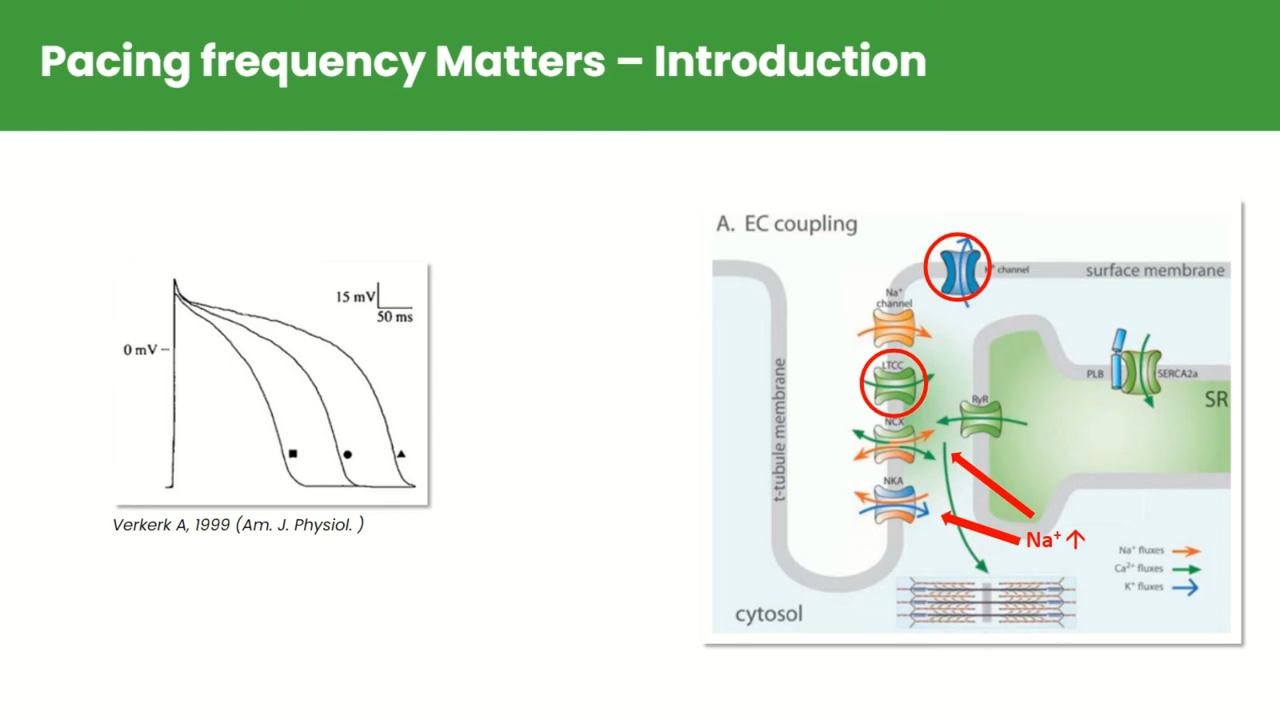 Pacing frequency Matters – Introduction
15 mV
50 ms
0 mV
Verkerk A, 1999 (Am. J. Physiol. )
A. EC coupling
channel
surface membrane
Na⁺
channel
LTCC
PLB
SERCA2a
SR
RyR
NCX
t-tubule membrane
NKA
Na⁺ ↑
Na⁺ fluxes
Ca²⁺ fluxes
K⁺ fluxes
cytosol